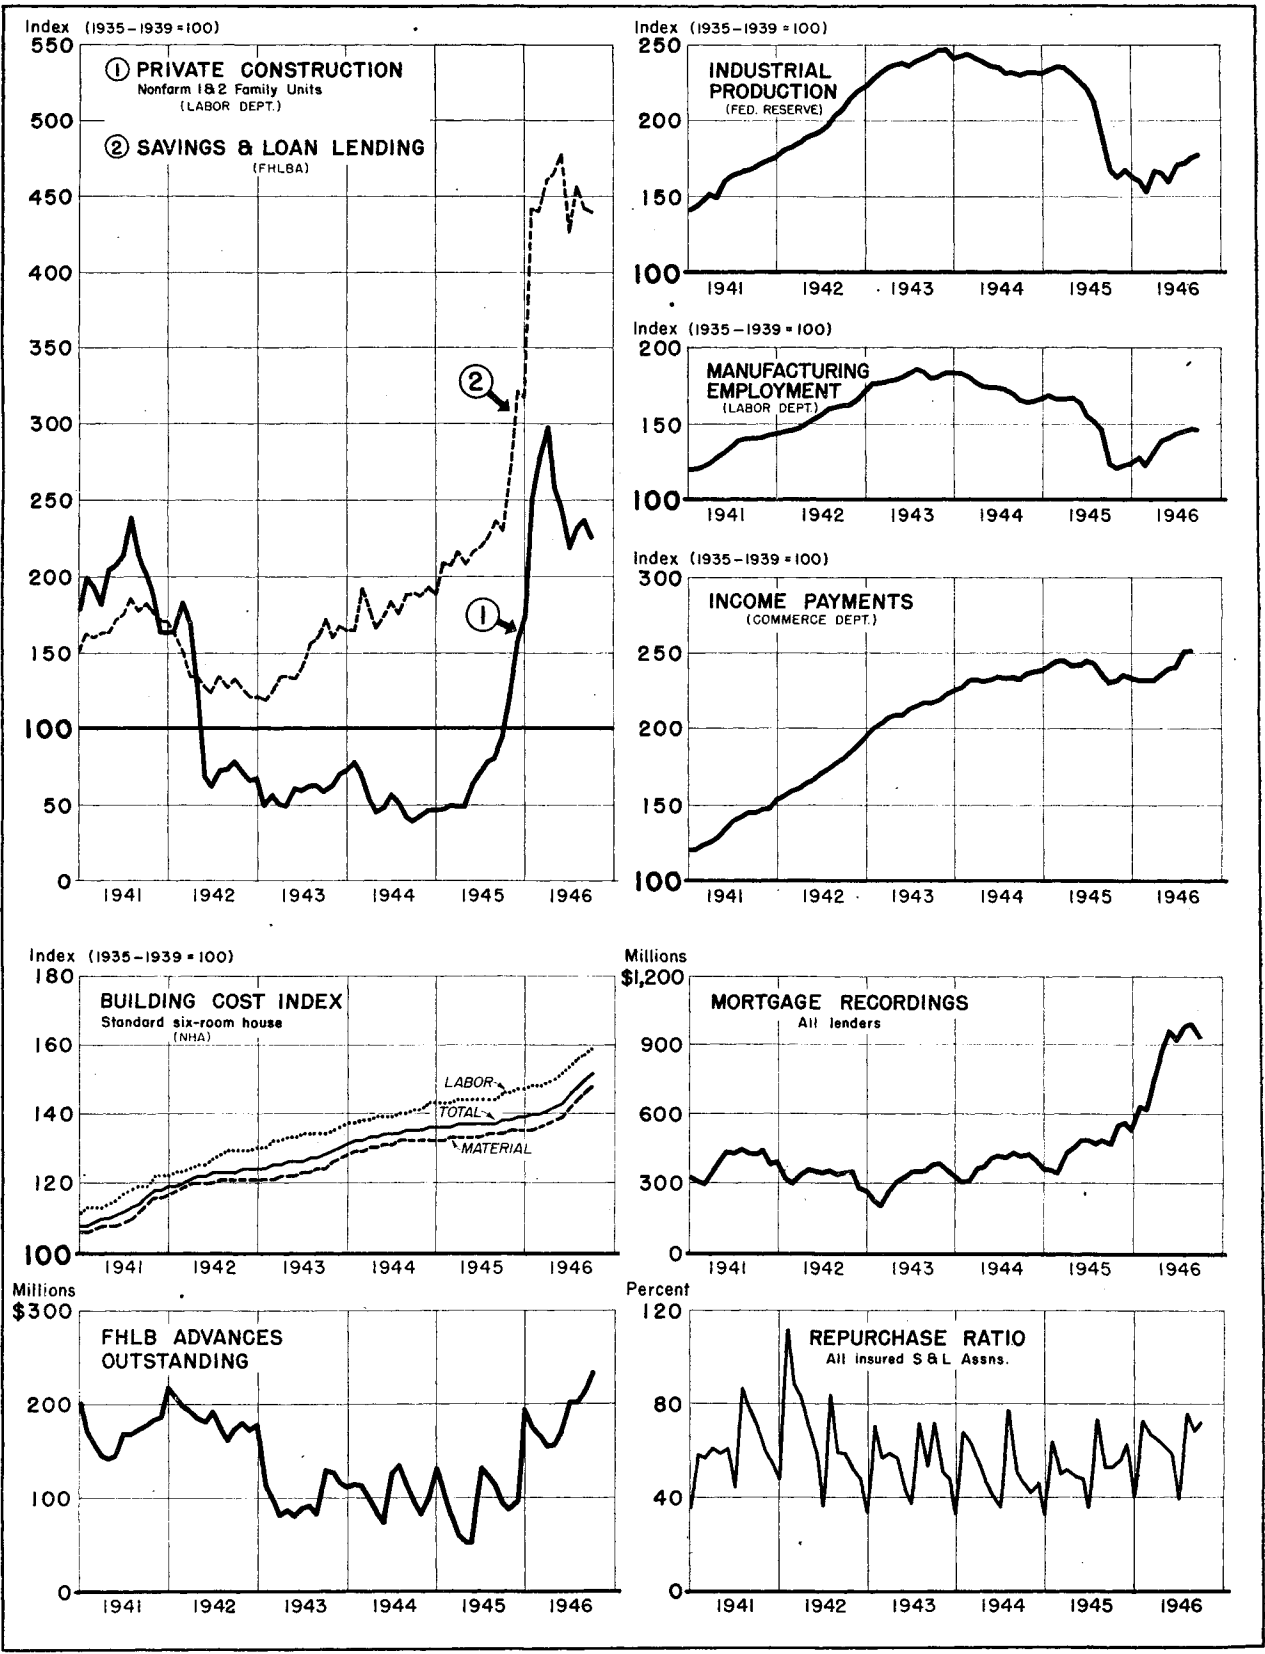 Index (1935-1939=100)
550
500
450
400
350
300
250
200
150
100
50
0
① PRIVATE CONSTRUCTION
Nonfarm 1&2 Family Units
(LABOR DEPT.)
② SAVINGS & LOAN LENDING
(FHLBA)
②
①
1941 1942 1943 1944 1945 1946
Index (1935-1939=100)
250
200
150
100
INDUSTRIAL
PRODUCTION
(FED. RESERVE)
1941 1942 1943 1944 1945 1946
Index (1935-1939=100)
200
150
100
MANUFACTURING
EMPLOYMENT
(LABOR DEPT.)
1941 1942 1943 1944 1945 1946
Index (1935-1939=100)
300
250
200
150
100
INCOME PAYMENTS
(COMMERCE DEPT.)
1941 1942 1943 1944 1945 1946
Index (1935-1939=100)
180
160
140
120
100
BUILDING COST INDEX
Standard six-room house
(NHA)
LABOR
TOTAL
MATERIAL
1941 1942 1943 1944 1945 1946
Millions
$1,200
900
600
300
0
MORTGAGE RECORDINGS
All lenders
1941 1942 1943 1944 1945 1946
Millions
$300
200
100
0
FHLB ADVANCES
OUTSTANDING
1941 1942 1943 1944 1945 1946
Percent
120
80
40
0
REPURCHASE RATIO
All insured S & L Assns.
1941 1942 1943 1944 1945 1946